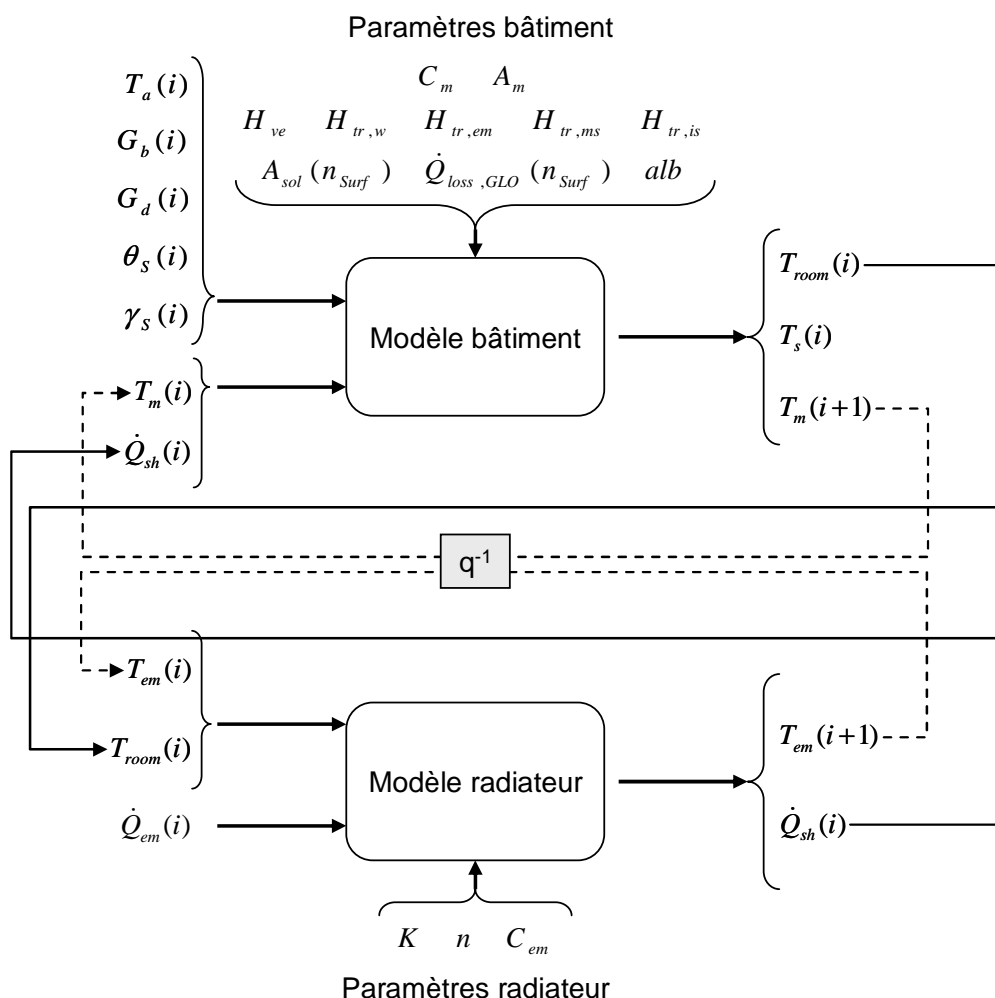 Paramètres bâtiment
T_a(i)
G_b(i)
G_d(i)
θ_S(i)
γ_S(i)
C_m A_m
H_ve H_tr,w H_tr,em H_tr,ms H_tr,is
A_sol (n_Surf) Q̇_loss,GLO (n_Surf) alb
Modèle bâtiment
T_room(i)
T_s(i)
T_m(i+1)
T_m(i)
Q̇_sh(i)
q⁻¹
T_em(i)
T_room(i)
Q̇_em(i)
Modèle radiateur
T_em(i+1)
Q̇_sh(i)
K n C_em
Paramètres radiateur